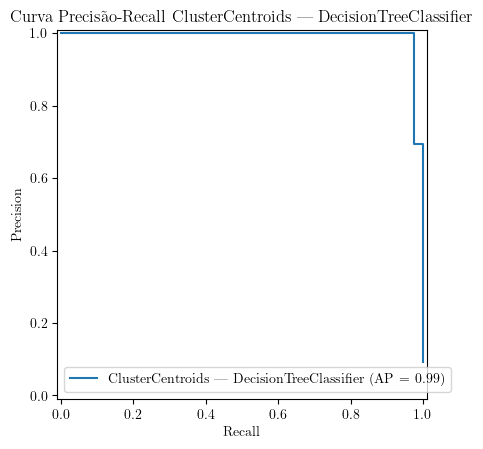 Curva Precisão-Recall ClusterCentroids — DecisionTreeClassifier
1.0
0.8
0.6
0.4
0.2
0.0
Precision
ClusterCentroids — DecisionTreeClassifier (AP = 0.99)
0.0 0.2 0.4 0.6 0.8 1.0
Recall